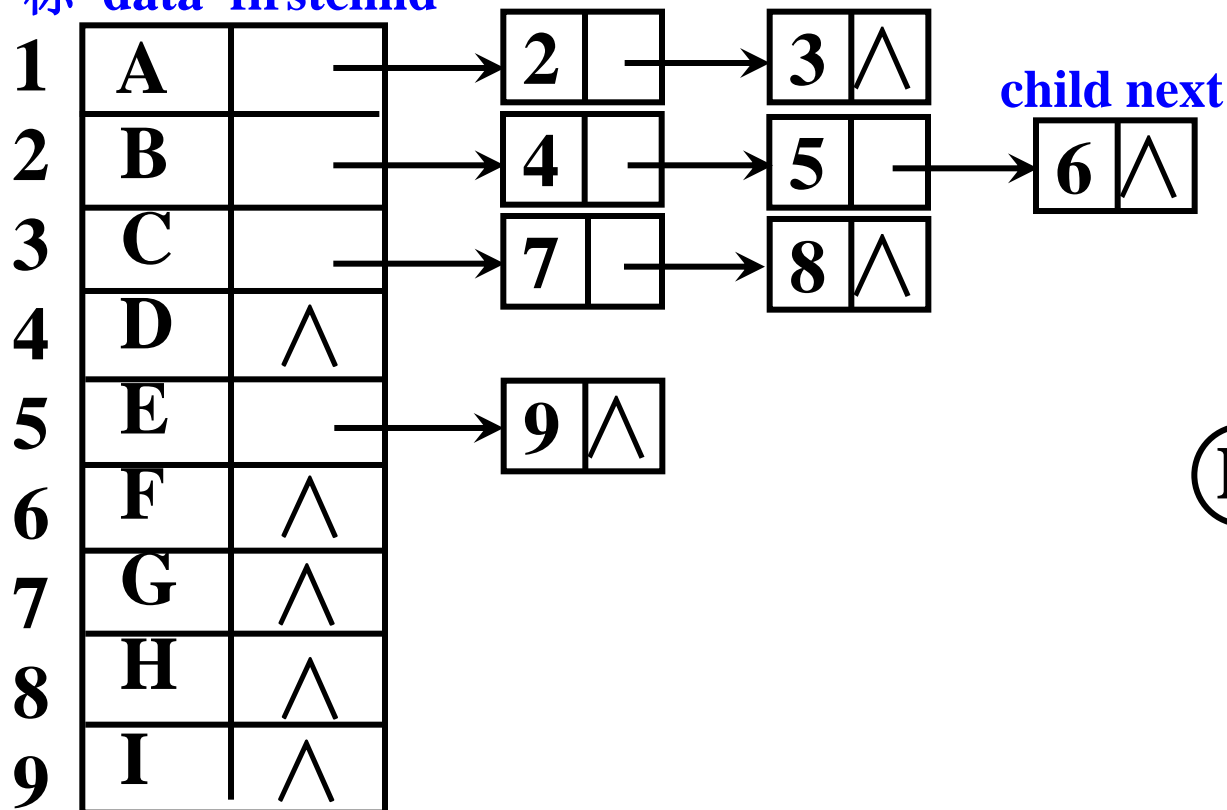 标 data firstchild
1 A 2 3 ∧
child next
2 B 4 5 6 ∧
3 C 7 8 ∧
4 D ∧
5 E 9 ∧
6 F ∧
7 G ∧
8 H ∧
9 I ∧